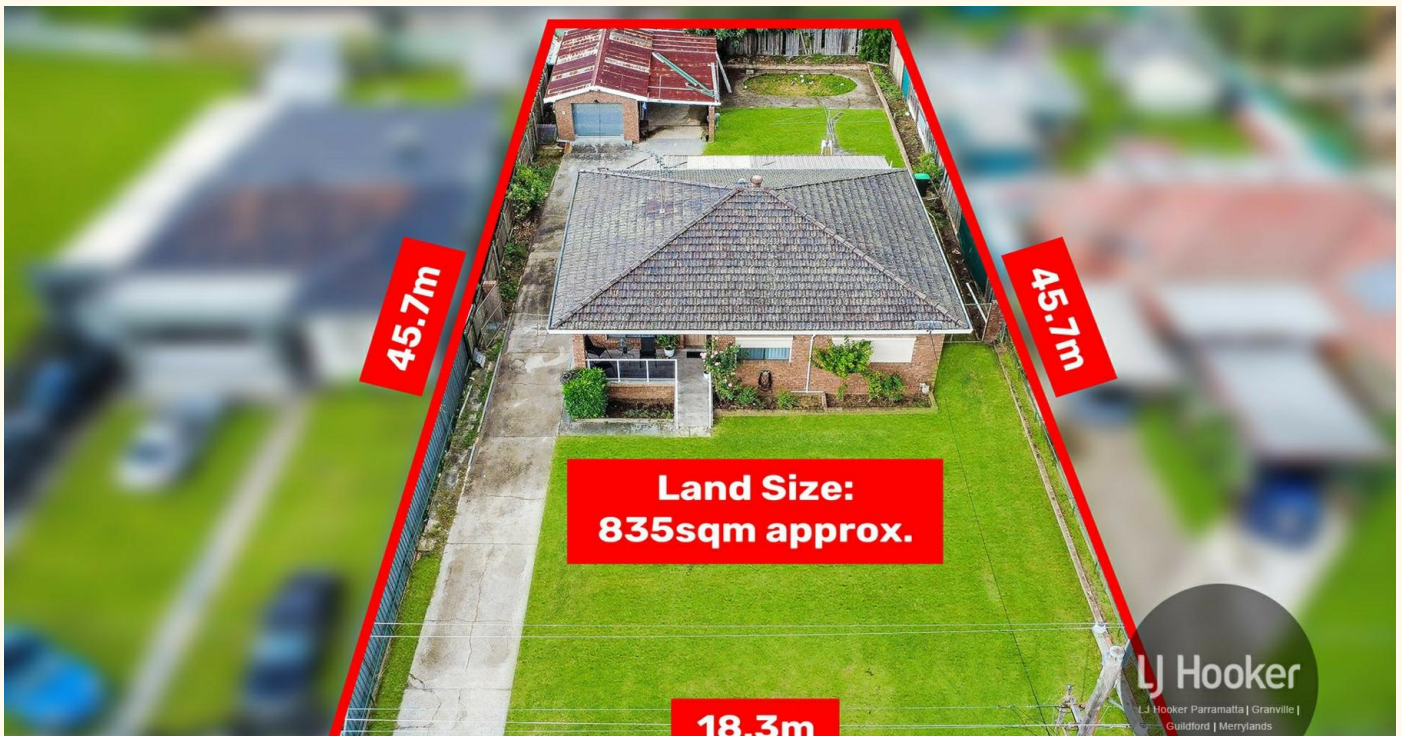 45.7m
45.7m
Land Size:
835sqm approx.
18.3m
LJ Hooker
LJ Hooker Parramatta | Granville |
Guildford | Merrylands